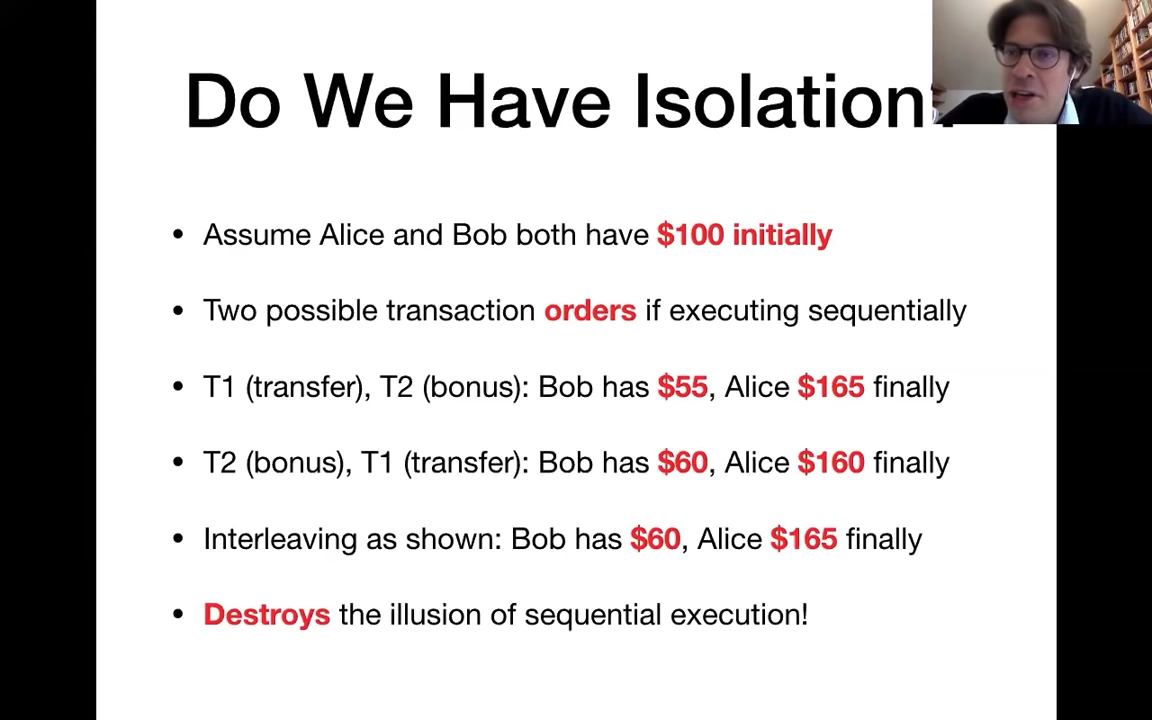 Do We Have Isolation?
• Assume Alice and Bob both have $100 initially
• Two possible transaction orders if executing sequentially
• T1 (transfer), T2 (bonus): Bob has $55, Alice $165 finally
• T2 (bonus), T1 (transfer): Bob has $60, Alice $160 finally
• Interleaving as shown: Bob has $60, Alice $165 finally
• Destroys the illusion of sequential execution!